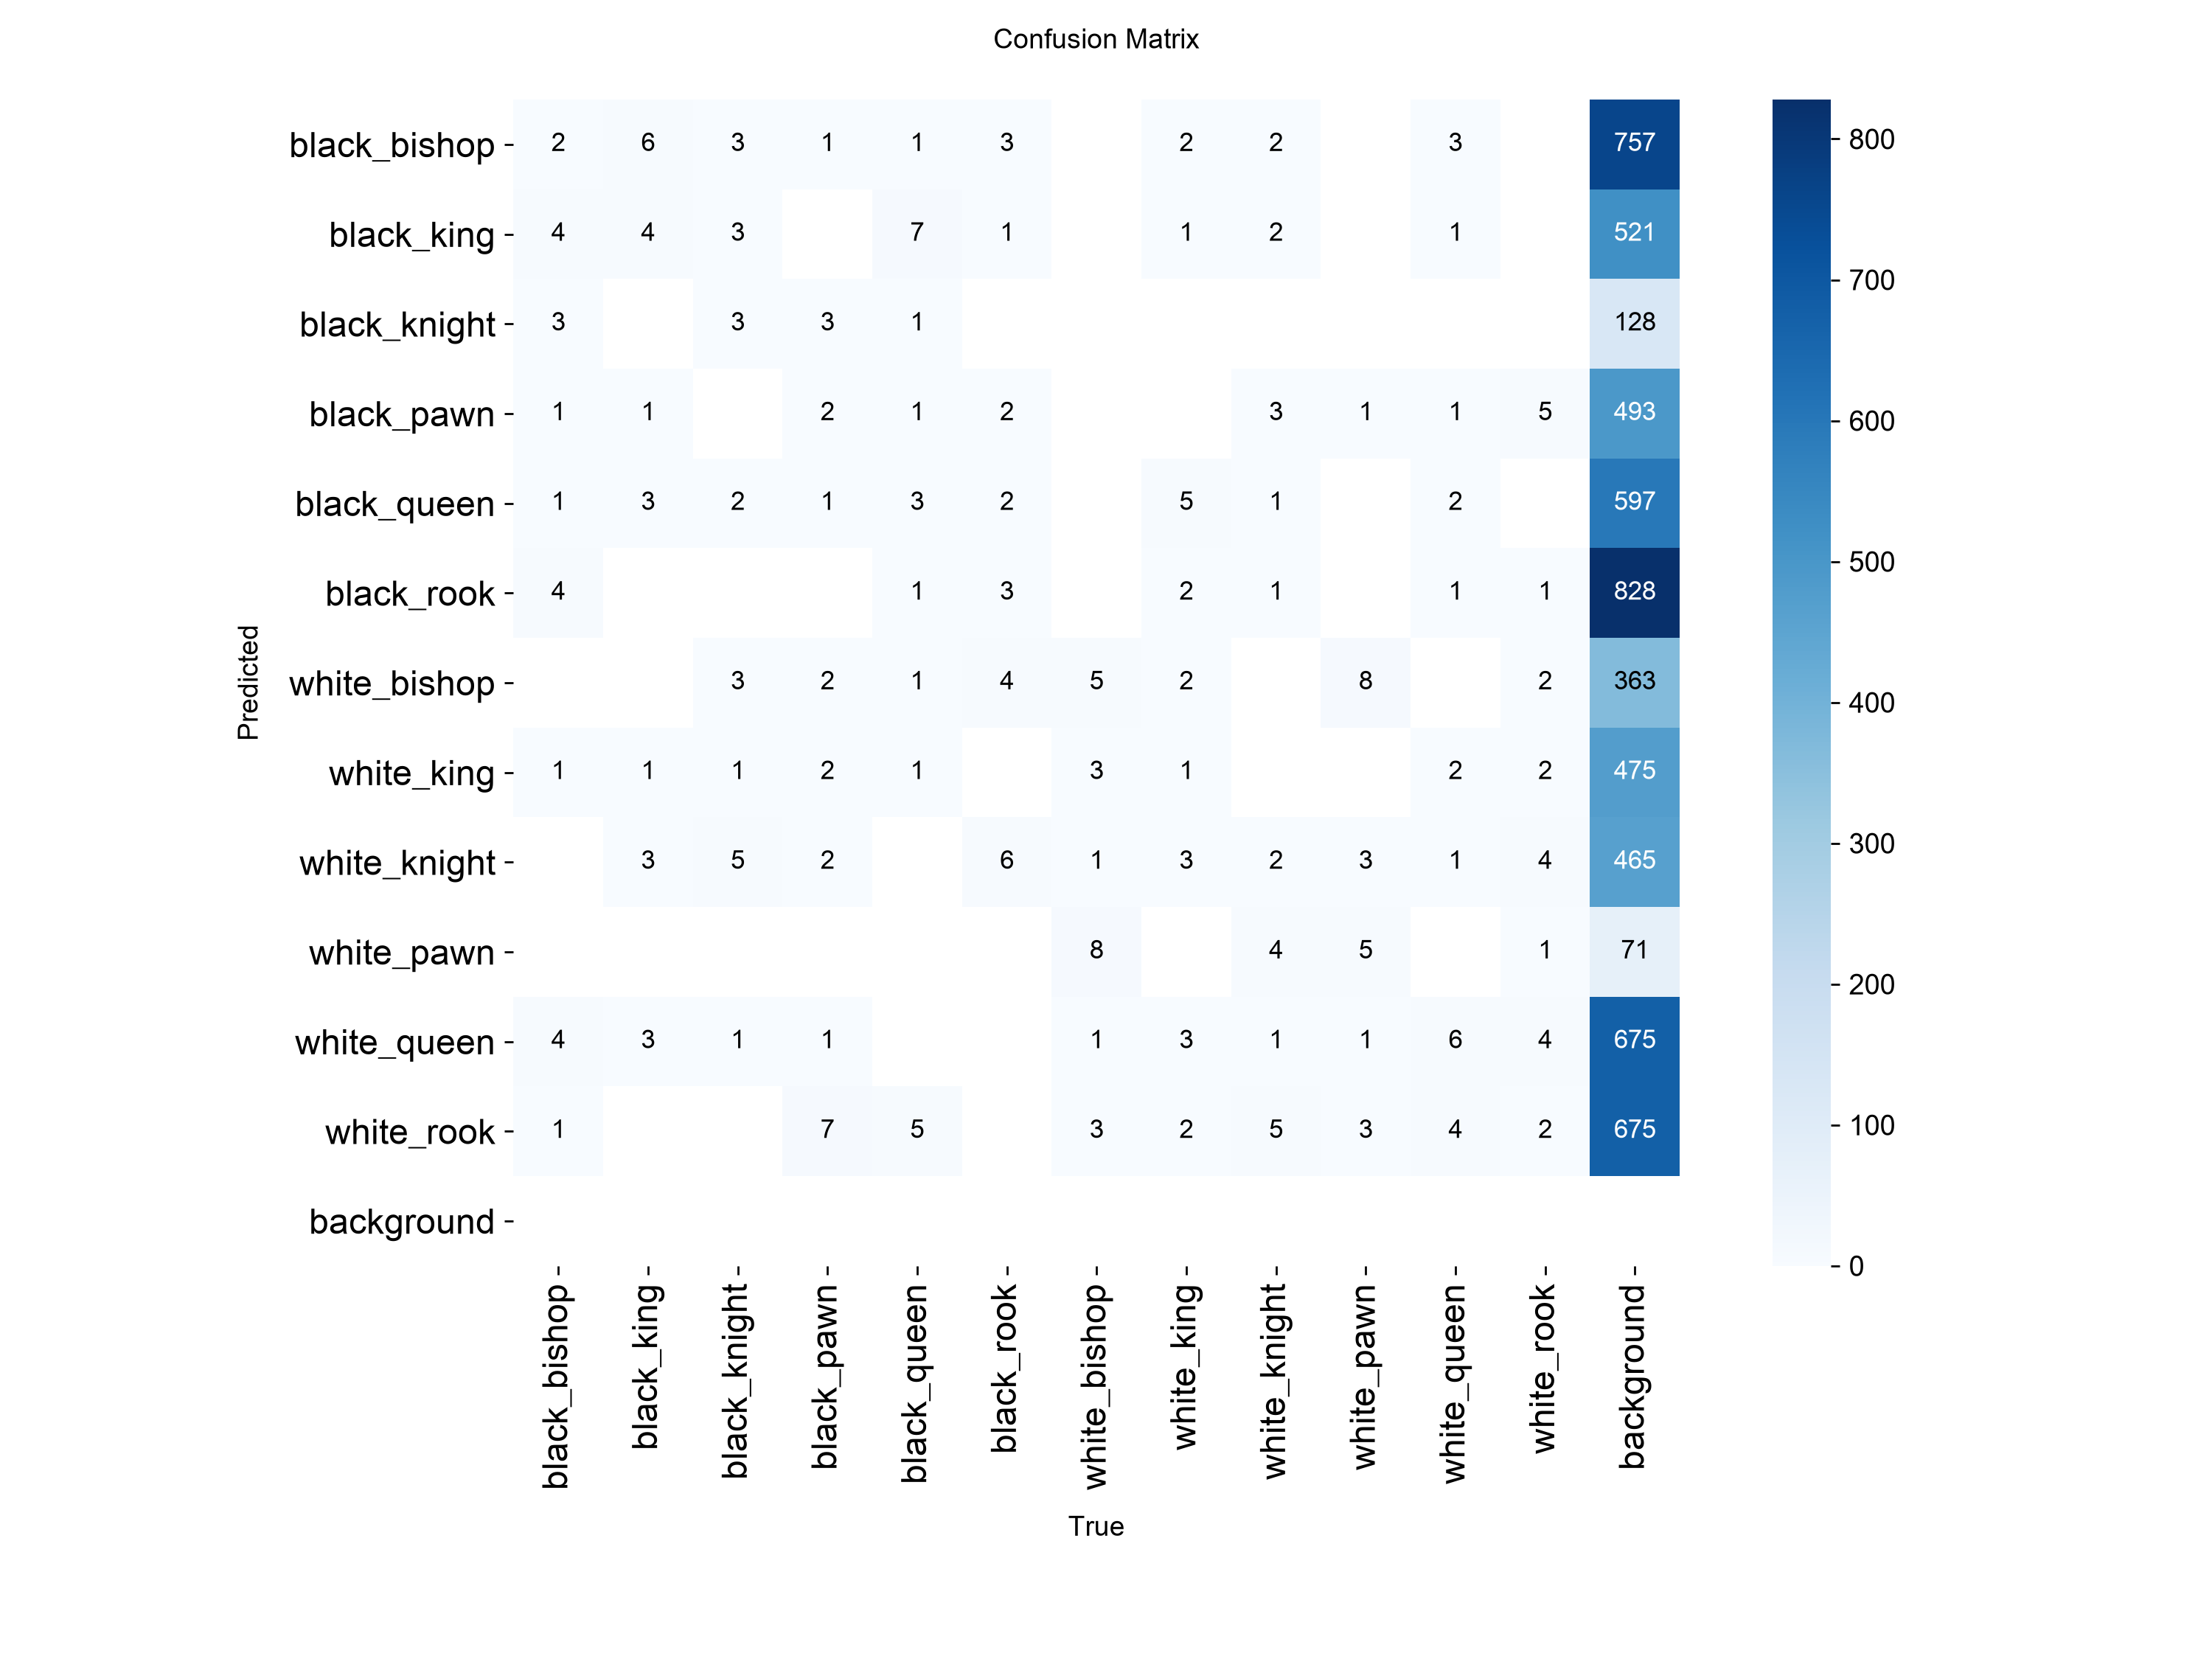 Confusion Matrix
black_bishop 2 6 3 1 1 3 2 2 3 757
black_king 4 4 3 7 1 1 2 1 521
black_knight 3 3 3 1 128
black_pawn 1 1 2 1 2 3 1 1 5 493
black_queen 1 3 2 1 3 2 5 1 2 597
black_rook 4 1 3 2 1 1 1 828
white_bishop 3 2 1 4 5 2 8 2 363
white_king 1 1 1 2 1 3 1 2 2 475
white_knight 3 5 2 6 1 3 2 3 1 4 465
white_pawn 8 4 5 1 71
white_queen 4 3 1 1 1 3 1 1 6 4 675
white_rook 1 7 5 3 2 5 3 4 2 675
background
Predicted
black_bishop
black_king
black_knight
black_pawn
black_queen
black_rook
white_bishop
white_king
white_knight
white_pawn
white_queen
white_rook
background
True
800
700
600
500
400
300
200
100
0